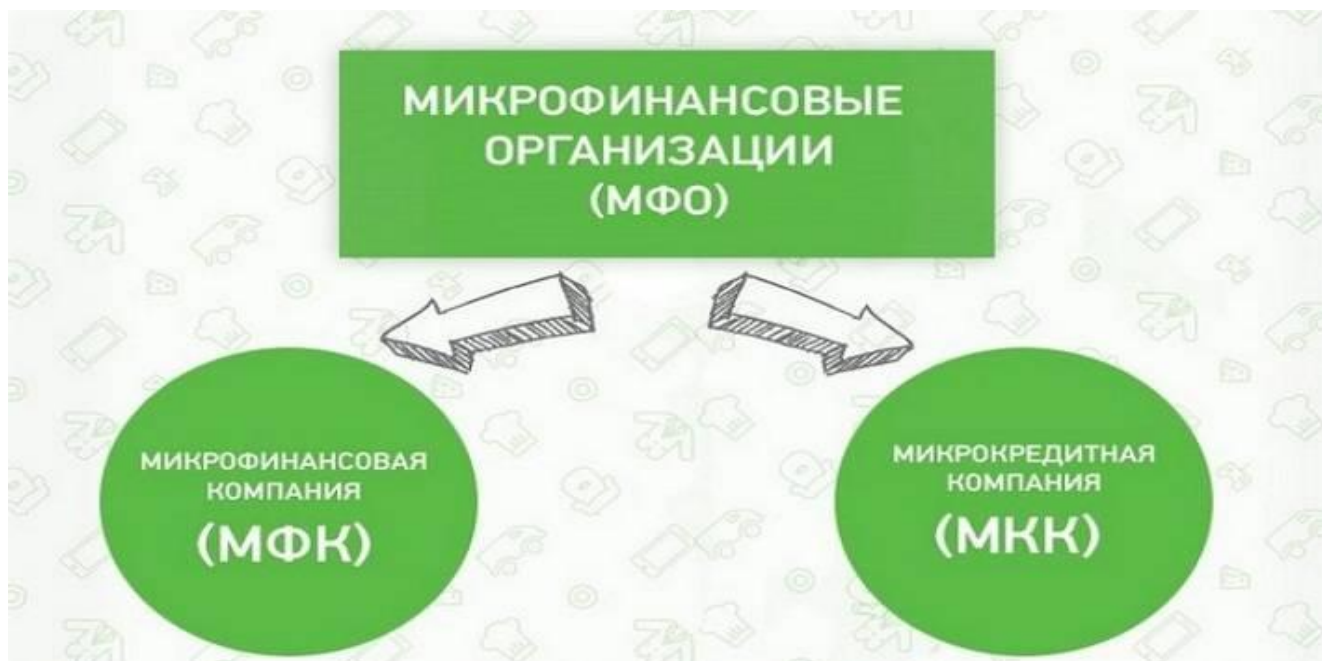 МИКРОФИНАНСОВЫЕ
ОРГАНИЗАЦИИ
(МФО)
МИКРОФИНАНСОВАЯ
КОМПАНИЯ
(МФК)
МИКРОКРЕДИТНАЯ
КОМПАНИЯ
(МКК)